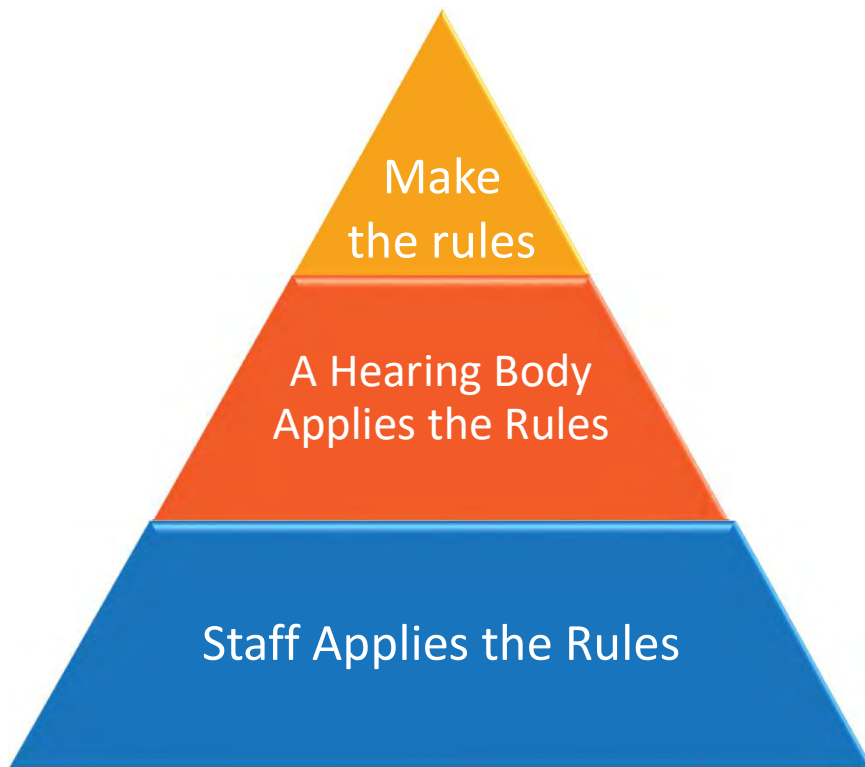 Make
the rules
A Hearing Body
Applies the Rules
Staff Applies the Rules